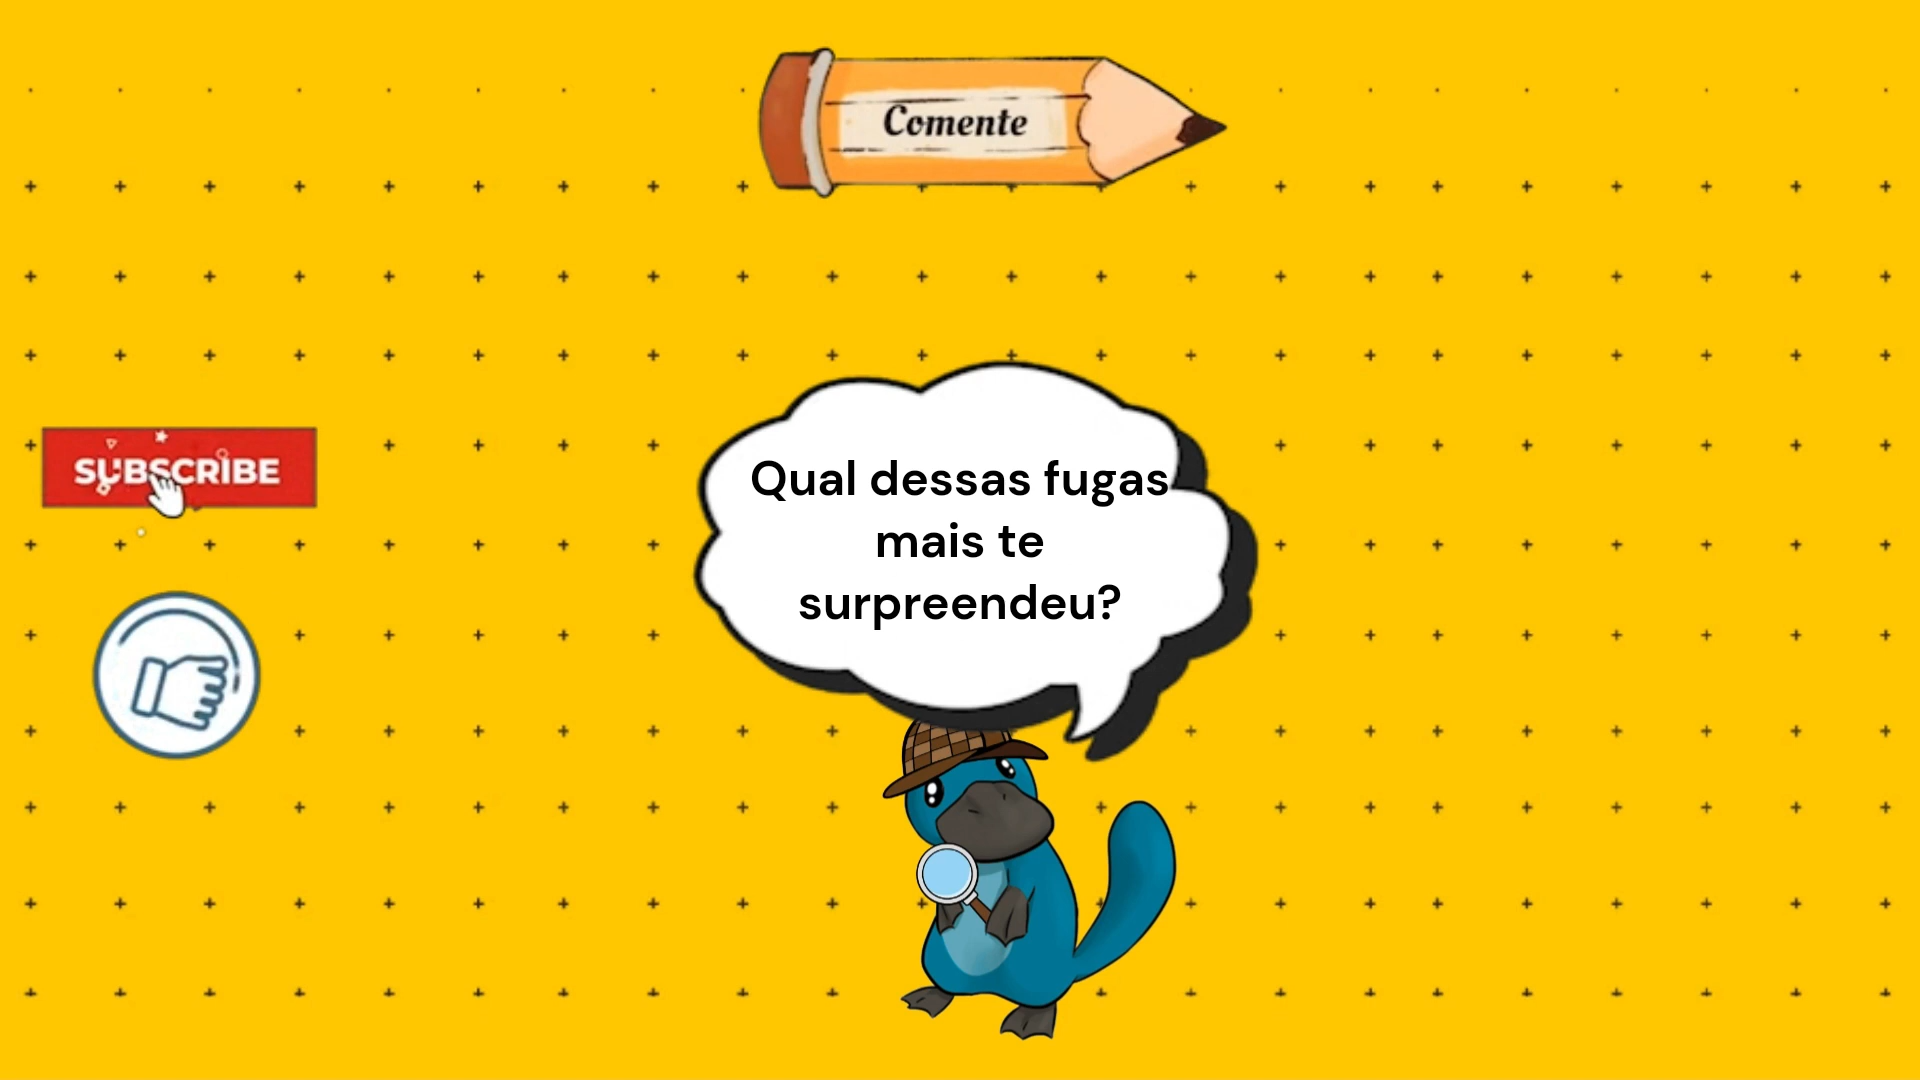 Comente
SUBSCRIBE
Qual dessas fugas
mais te
surpreendeu?